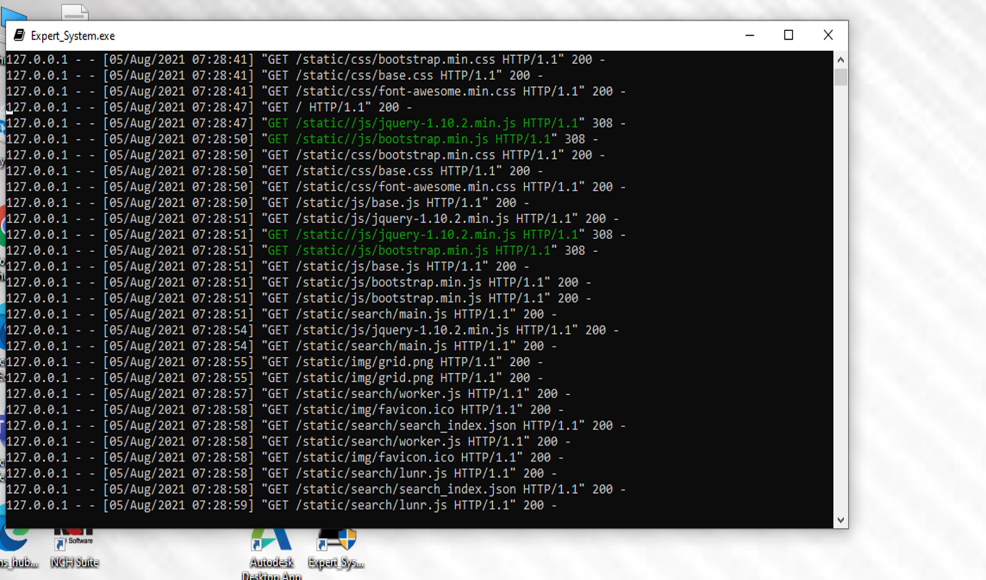 Expert_System.exe
127.0.0.1 - - [05/Aug/2021 07:28:41] "GET /static/css/bootstrap.min.css HTTP/1.1" 200 -
127.0.0.1 - - [05/Aug/2021 07:28:41] "GET /static/css/base.css HTTP/1.1" 200 -
127.0.0.1 - - [05/Aug/2021 07:28:41] "GET /static/css/font-awesome.min.css HTTP/1.1" 200 -
127.0.0.1 - - [05/Aug/2021 07:28:47] "GET / HTTP/1.1" 200 -
127.0.0.1 - - [05/Aug/2021 07:28:47] "GET /static//js/jquery-1.10.2.min.js HTTP/1.1" 308 -
127.0.0.1 - - [05/Aug/2021 07:28:50] "GET /static//js/bootstrap.min.js HTTP/1.1" 308 -
127.0.0.1 - - [05/Aug/2021 07:28:50] "GET /static/css/bootstrap.min.css HTTP/1.1" 200 -
127.0.0.1 - - [05/Aug/2021 07:28:50] "GET /static/css/base.css HTTP/1.1" 200 -
127.0.0.1 - - [05/Aug/2021 07:28:50] "GET /static/css/font-awesome.min.css HTTP/1.1" 200 -
127.0.0.1 - - [05/Aug/2021 07:28:50] "GET /static/js/base.js HTTP/1.1" 200 -
127.0.0.1 - - [05/Aug/2021 07:28:51] "GET /static/js/jquery-1.10.2.min.js HTTP/1.1" 200 -
127.0.0.1 - - [05/Aug/2021 07:28:51] "GET /static//js/jquery-1.10.2.min.js HTTP/1.1" 308 -
127.0.0.1 - - [05/Aug/2021 07:28:51] "GET /static//js/bootstrap.min.js HTTP/1.1" 308 -
127.0.0.1 - - [05/Aug/2021 07:28:51] "GET /static/js/base.js HTTP/1.1" 200 -
127.0.0.1 - - [05/Aug/2021 07:28:51] "GET /static/js/bootstrap.min.js HTTP/1.1" 200 -
127.0.0.1 - - [05/Aug/2021 07:28:51] "GET /static/js/bootstrap.min.js HTTP/1.1" 200 -
127.0.0.1 - - [05/Aug/2021 07:28:51] "GET /static/search/main.js HTTP/1.1" 200 -
127.0.0.1 - - [05/Aug/2021 07:28:54] "GET /static/js/jquery-1.10.2.min.js HTTP/1.1" 200 -
127.0.0.1 - - [05/Aug/2021 07:28:54] "GET /static/search/main.js HTTP/1.1" 200 -
127.0.0.1 - - [05/Aug/2021 07:28:55] "GET /static/img/grid.png HTTP/1.1" 200 -
127.0.0.1 - - [05/Aug/2021 07:28:55] "GET /static/img/grid.png HTTP/1.1" 200 -
127.0.0.1 - - [05/Aug/2021 07:28:57] "GET /static/search/worker.js HTTP/1.1" 200 -
127.0.0.1 - - [05/Aug/2021 07:28:58] "GET /static/img/favicon.ico HTTP/1.1" 200 -
127.0.0.1 - - [05/Aug/2021 07:28:58] "GET /static/search/search_index.json HTTP/1.1" 200 -
127.0.0.1 - - [05/Aug/2021 07:28:58] "GET /static/search/worker.js HTTP/1.1" 200 -
127.0.0.1 - - [05/Aug/2021 07:28:58] "GET /static/img/favicon.ico HTTP/1.1" 200 -
127.0.0.1 - - [05/Aug/2021 07:28:58] "GET /static/search/lunr.js HTTP/1.1" 200 -
127.0.0.1 - - [05/Aug/2021 07:28:58] "GET /static/search/search_index.json HTTP/1.1" 200 -
127.0.0.1 - - [05/Aug/2021 07:28:59] "GET /static/search/lunr.js HTTP/1.1" 200 -
Software
ns_hub... NCH Suite Autodesk Expert_Sys...
Desktop App